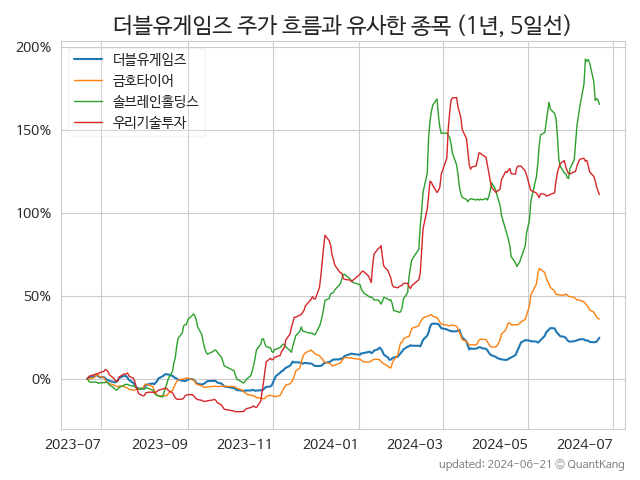 더블유게임즈 주가 흐름과 유사한 종목 (1년, 5일선)
200%
150%
100%
50%
0%
더블유게임즈
금호타이어
솔브레인홀딩스
우리기술투자
2023-07 2023-09 2023-11 2024-01 2024-03 2024-05 2024-07
updated: 2024-06-21 © QuantKang